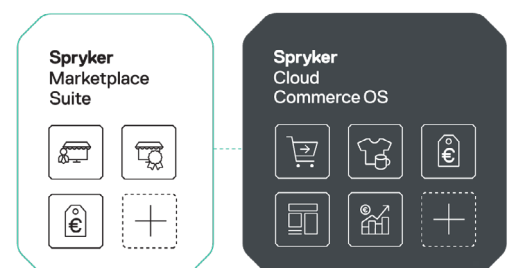 Spryker
Marketplace
Suite
€
Spryker
Cloud
Commerce OS
€
€